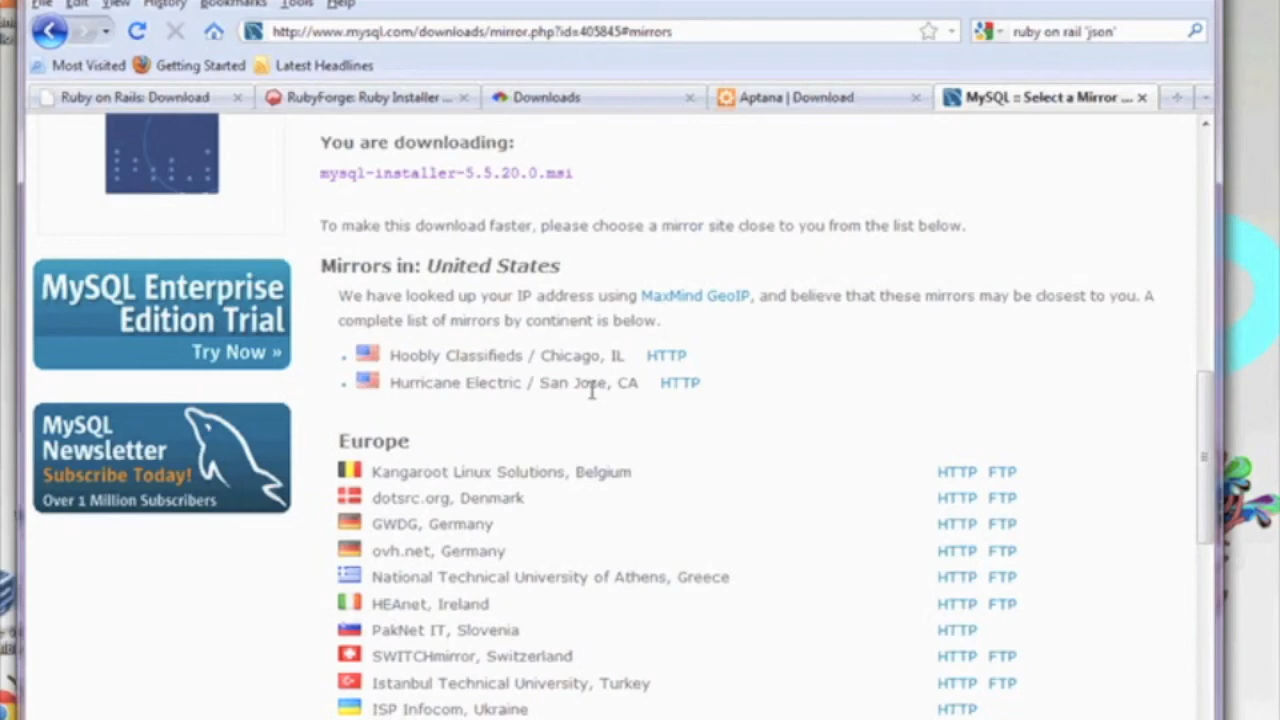 File Edit View History Bookmarks Tools Help
http://www.mysql.com/downloads/mirror.php?id=405845#mirrors
ruby on rail 'json'
Most Visited Getting Started Latest Headlines
Ruby on Rails: Download
RubyForge: Ruby Installer ...
Downloads
Aptana | Download
MySQL :: Select a Mirror ...
You are downloading:
mysql-installer-5.5.20.0.msi
To make this download faster, please choose a mirror site close to you from the list below.
Mirrors in: United States
We have looked up your IP address using MaxMind GeoIP, and believe that these mirrors may be closest to you. A
complete list of mirrors by continent is below.
Hoobly Classifieds / Chicago, IL HTTP
Hurricane Electric / San Jose, CA HTTP
Europe
Kangaroot Linux Solutions, Belgium HTTP FTP
dotsrc.org, Denmark HTTP FTP
GWDG, Germany HTTP FTP
ovh.net, Germany HTTP FTP
National Technical University of Athens, Greece HTTP FTP
HEAnet, Ireland HTTP FTP
PakNet IT, Slovenia HTTP
SWITCHmirror, Switzerland HTTP FTP
Istanbul Technical University, Turkey HTTP FTP
ISP Infocom, Ukraine HTTP
MySQL Enterprise
Edition Trial
Try Now »
MySQL
Newsletter
Subscribe Today!
Over 1 Million Subscribers